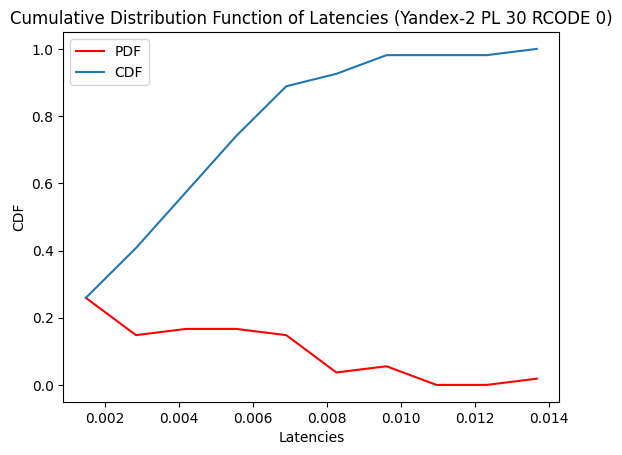 Cumulative Distribution Function of Latencies (Yandex-2 PL 30 RCODE 0)
PDF
CDF
1.0
0.8
0.6
0.4
0.2
0.0
CDF
0.002 0.004 0.006 0.008 0.010 0.012 0.014
Latencies